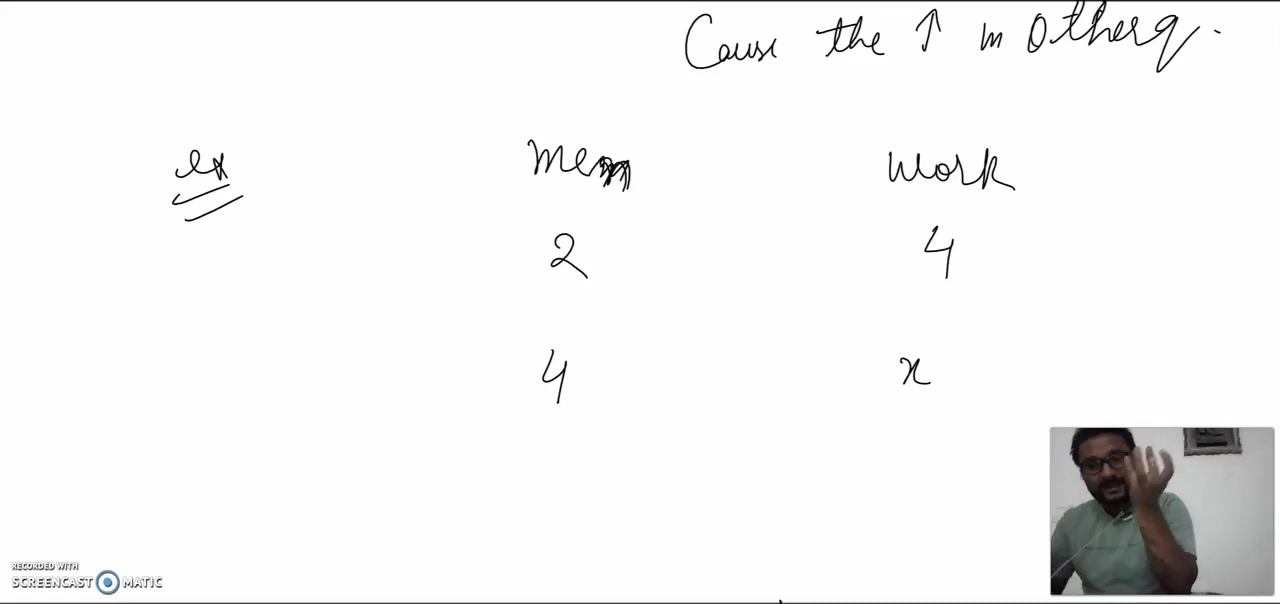 Cause the ↑ in other q.
ex Men Work
2 4
4 x
RECORDED WITH
SCREENCAST MATIC